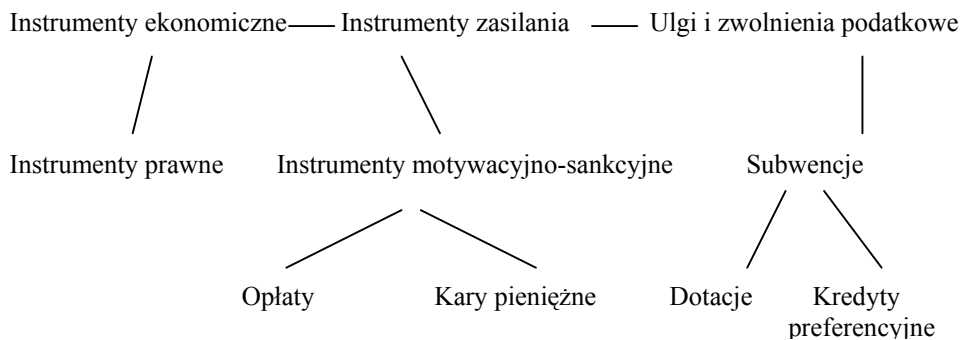 Instrumenty ekonomiczne Instrumenty zasilania Ulgi i zwolnienia podatkowe
Instrumenty prawne Instrumenty motywacyjno-sankcyjne Subwencje
Opłaty Kary pieniężne Dotacje Kredyty
preferencyjne